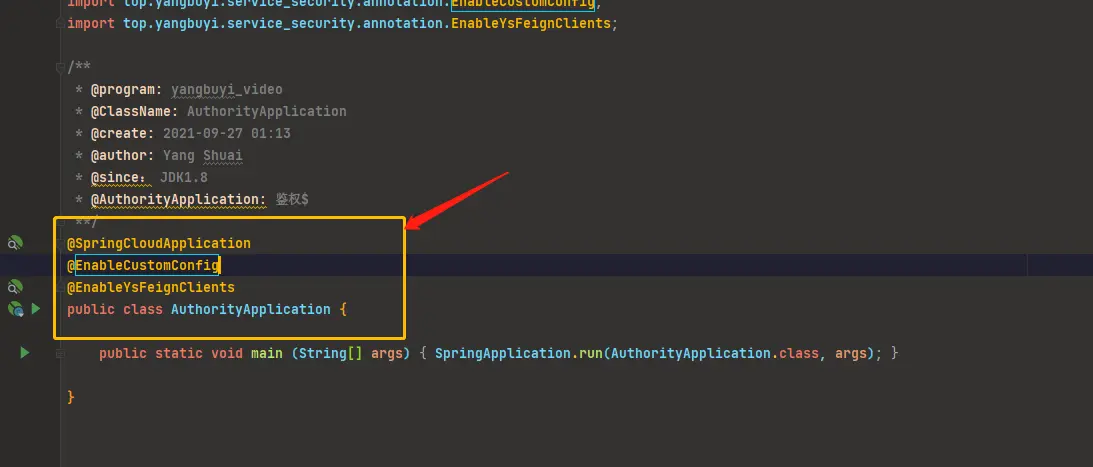 import top.yangbuyi.service_security.annotation.EnableCustomConfig;
import top.yangbuyi.service_security.annotation.EnableYsFeignClients;
/**
 * @program: yangbuyi_video
 * @ClassName: AuthorityApplication
 * @create: 2021-09-27 01:13
 * @author: Yang Shuai
 * @since： JDK1.8
 * @AuthorityApplication: 鉴权$
 **/
@SpringCloudApplication
@EnableCustomConfig
@EnableYsFeignClients
public class AuthorityApplication {
    public static void main (String[] args) { SpringApplication.run(AuthorityApplication.class, args); }
}